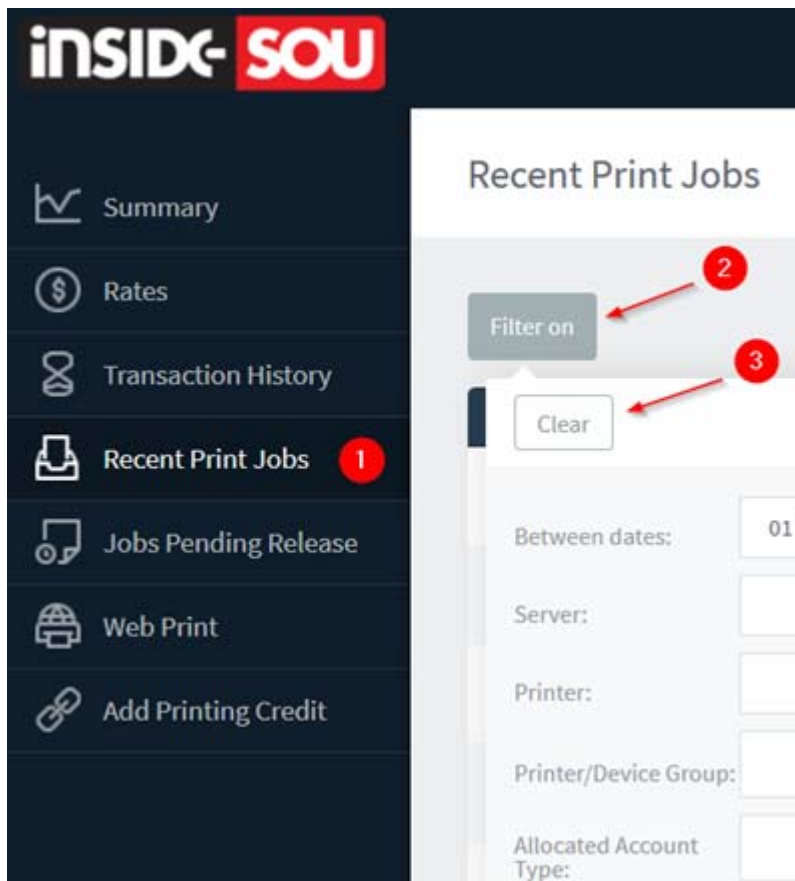 INSIDE SOU
Summary
Rates
Transaction History
Recent Print Jobs 1
Jobs Pending Release
Web Print
Add Printing Credit
Recent Print Jobs
2
Filter on
3
Clear
Between dates: 01
Server:
Printer:
Printer/Device Group:
Allocated Account
Type: